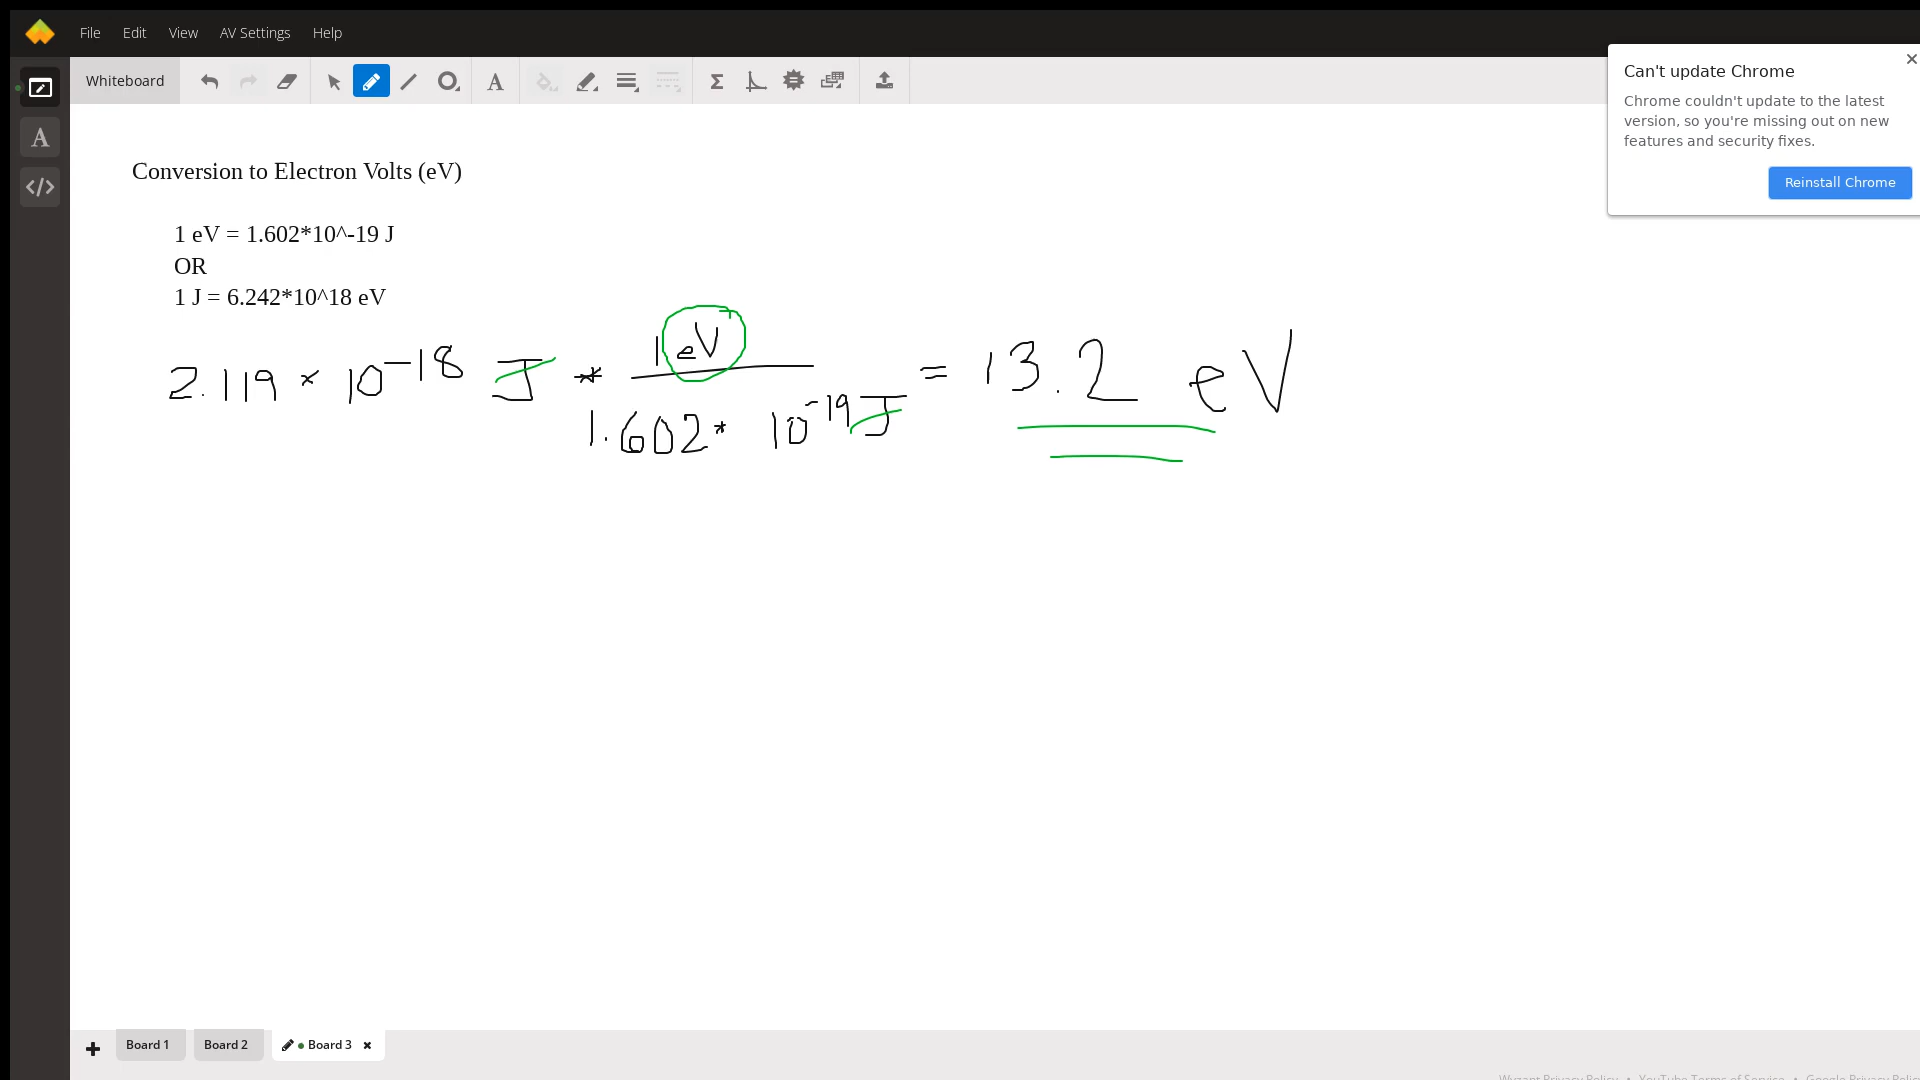 File Edit View AV Settings Help
Can't update Chrome
Chrome couldn't update to the latest
version, so you're missing out on new
features and security fixes.
Reinstall Chrome
Whiteboard
Conversion to Electron Volts (eV)
1 eV = 1.602*10^-19 J
OR
1 J = 6.242*10^18 eV
2.119 × 10^-18 J * 1 eV / 1.602 * 10^-19 J = 13.2 eV
Board 1 Board 2 Board 3